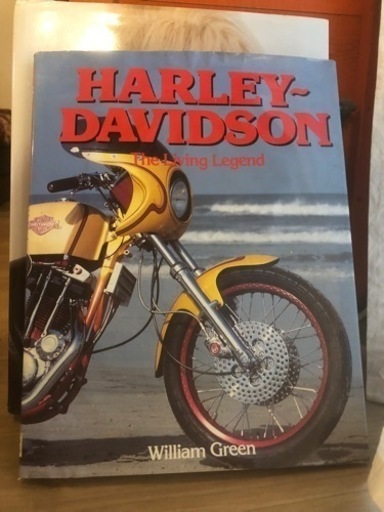 HARLEY-
DAVIDSON
The Living Legend
William Green